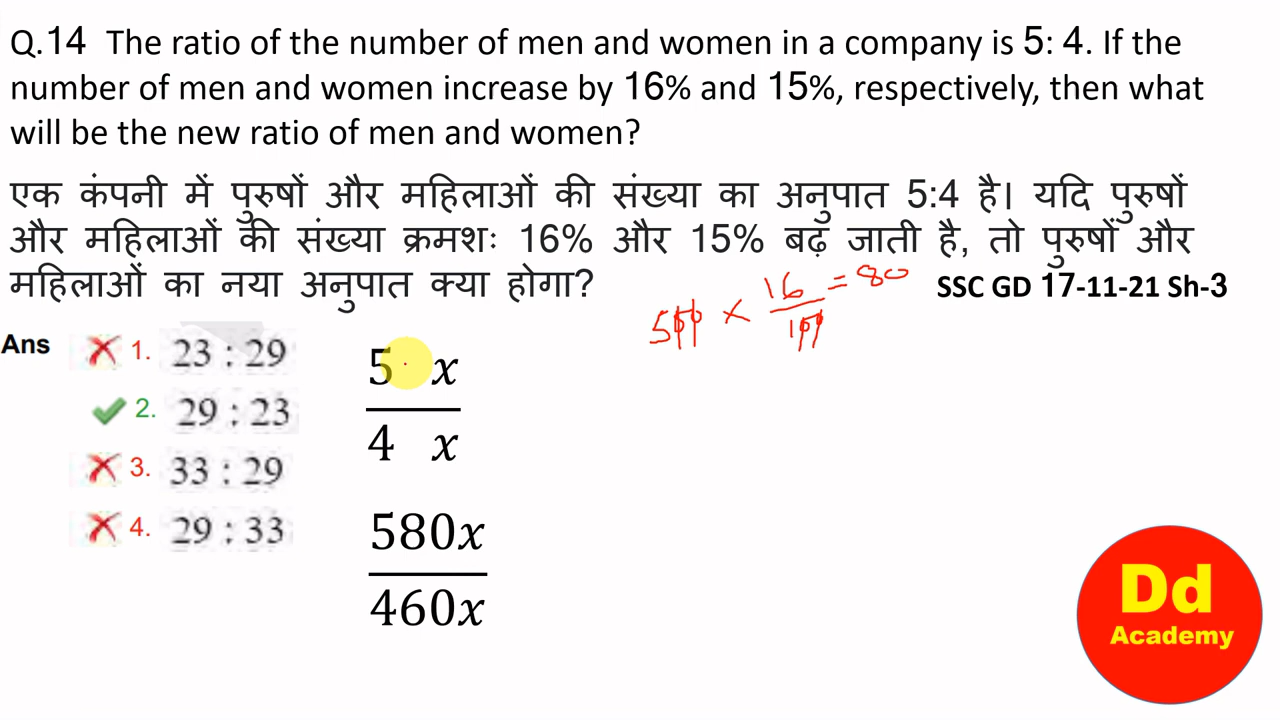 Q.14 The ratio of the number of men and women in a company is 5: 4. If the
number of men and women increase by 16% and 15%, respectively, then what
will be the new ratio of men and women?
एक कंपनी में पुरुषों और महिलाओं की संख्या का अनुपात 5:4 है। यदि पुरुषों
और महिलाओं की संख्या क्रमशः 16% और 15% बढ़ जाती है, तो पुरुषों और
महिलाओं का नया अनुपात क्या होगा?
SSC GD 17-11-21 Sh-3
500 × 16/100 = 80
Ans
1. 23 : 29
2. 29 : 23
3. 33 : 29
4. 29 : 33
5 x
4 x
580x
460x
Dd
Academy